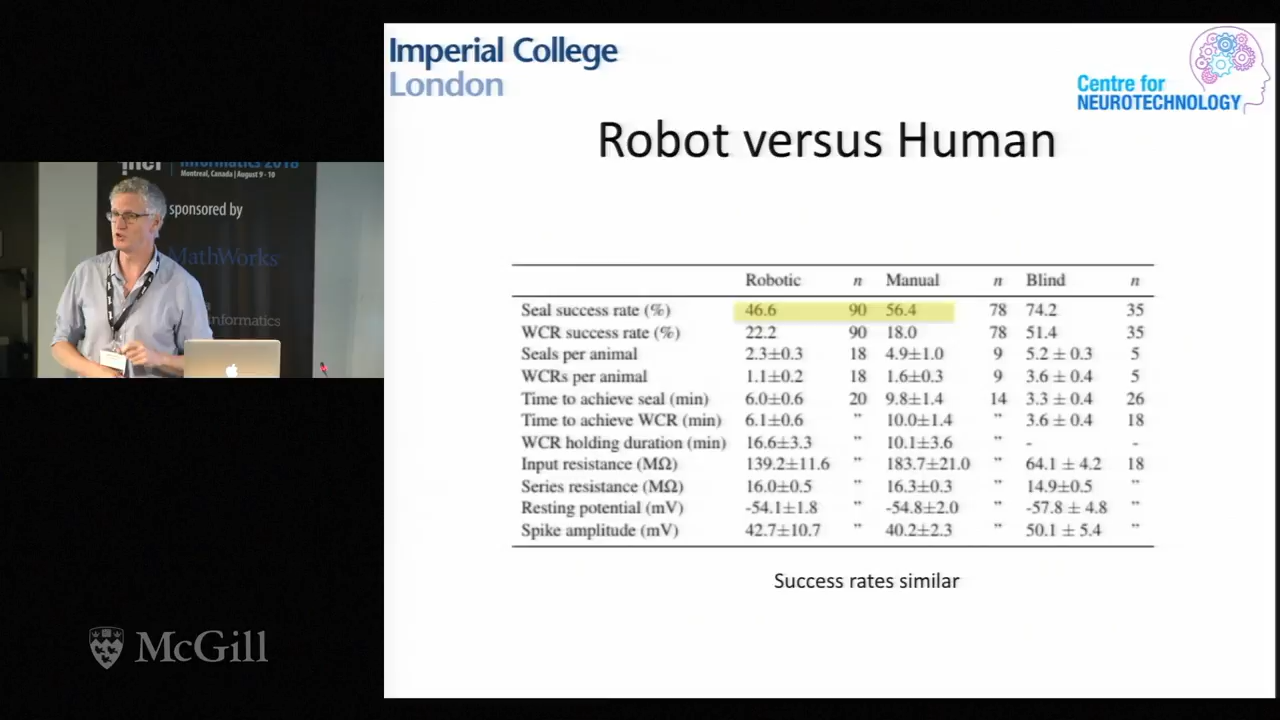 Imperial College
London
Centre for
NEUROTECHNOLOGY
Robot versus Human
Informatics 2018
Montreal, Canada | August 9 - 10
sponsored by
MathWorks
informatics
Robotic n Manual n Blind n
Seal success rate (%) 46.6 90 56.4 78 74.2 35
WCR success rate (%) 22.2 90 18.0 78 51.4 35
Seals per animal 2.3±0.3 18 4.9±1.0 9 5.2 ± 0.3 5
WCRs per animal 1.1±0.2 18 1.6±0.3 9 3.6 ± 0.4 5
Time to achieve seal (min) 6.0±0.6 20 9.8±1.4 14 3.3 ± 0.4 26
Time to achieve WCR (min) 6.1±0.6 " 10.0±1.4 " 3.6 ± 0.4 18
WCR holding duration (min) 16.6±3.3 " 10.1±3.6 " - -
Input resistance (MΩ) 139.2±11.6 " 183.7±21.0 " 64.1 ± 4.2 18
Series resistance (MΩ) 16.0±0.5 " 16.3±0.3 " 14.9±0.5 "
Resting potential (mV) -54.1±1.8 " -54.8±2.0 " -57.8 ± 4.8 "
Spike amplitude (mV) 42.7±10.7 " 40.2±2.3 " 50.1 ± 5.4 "
Success rates similar
McGill